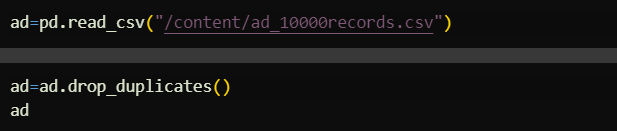 ad=pd.read_csv("/content/ad_10000records.csv")
ad=ad.drop_duplicates()
ad